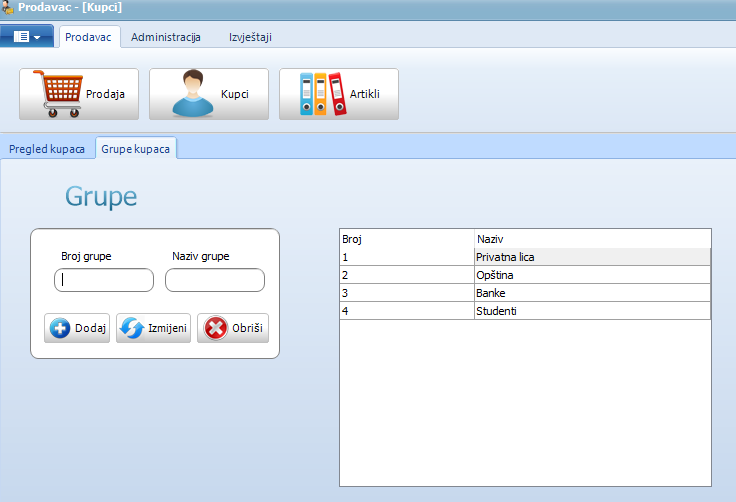 Prodavac - [Kupci]
Prodavac Administracija Izvještaji
Prodaja Kupci Artikli
Pregled kupaca Grupe kupaca
Grupe
Broj grupe Naziv grupe
Dodaj Izmijeni Obriši
Broj Naziv
1 Privatna lica
2 Opština
3 Banke
4 Studenti